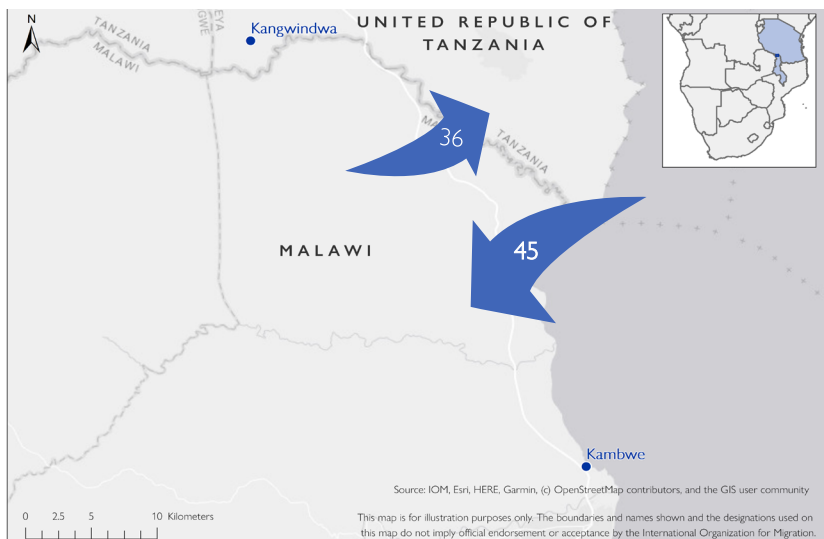 N
TANZANIA
MALAWI
EYA
GWE
Kangwindwa
UNITED REPUBLIC OF
TANZANIA
36
TANZANIA
45
MALAWI
Kambwe
Source: IOM, Esri, HERE, Garmin, (c) OpenStreetMap contributors, and the GIS user community
0 2.5 5 10 Kilometers
This map is for illustration purposes only. The boundaries and names shown and the designations used on
this map do not imply official endorsement or acceptance by the International Organization for Migration.